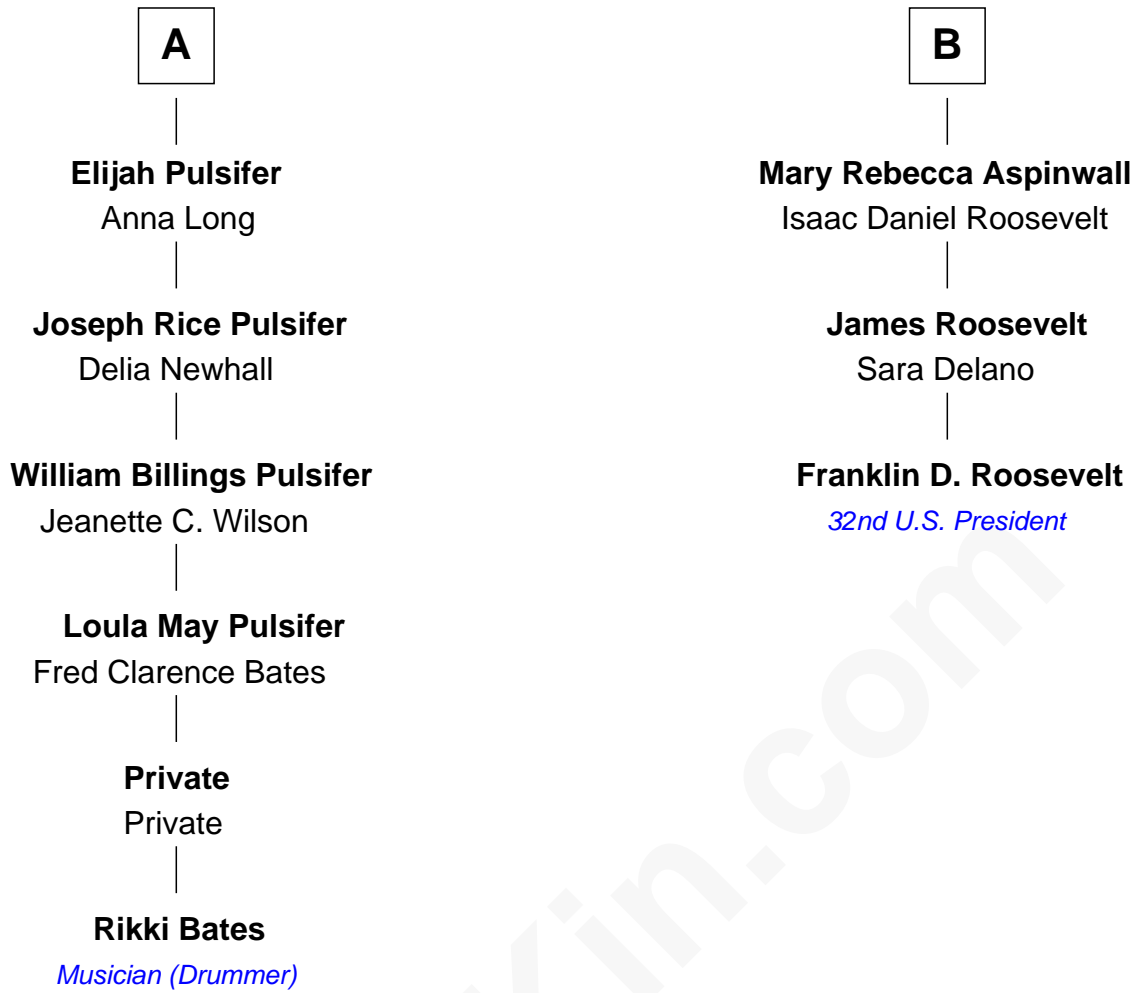 A
Elijah Pulsifer
Anna Long
Joseph Rice Pulsifer
Delia Newhall
William Billings Pulsifer
Jeanette C. Wilson
Loula May Pulsifer
Fred Clarence Bates
Private
Private
Rikki Bates
Musician (Drummer)
B
Mary Rebecca Aspinwall
Isaac Daniel Roosevelt
James Roosevelt
Sara Delano
Franklin D. Roosevelt
32nd U.S. President
in.com